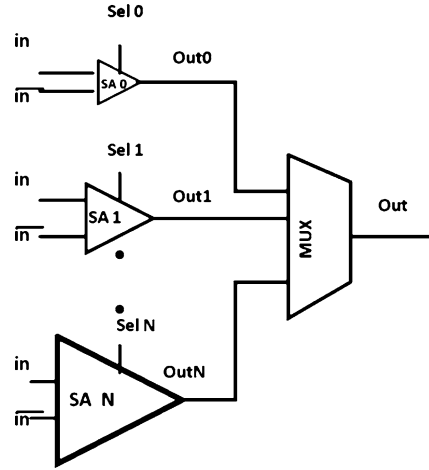 Sel 0
in
Out0
SA 0
in
Sel 1
in
Out1
SA 1
in
Out
MUX
Sel N
in
OutN
SA N
in